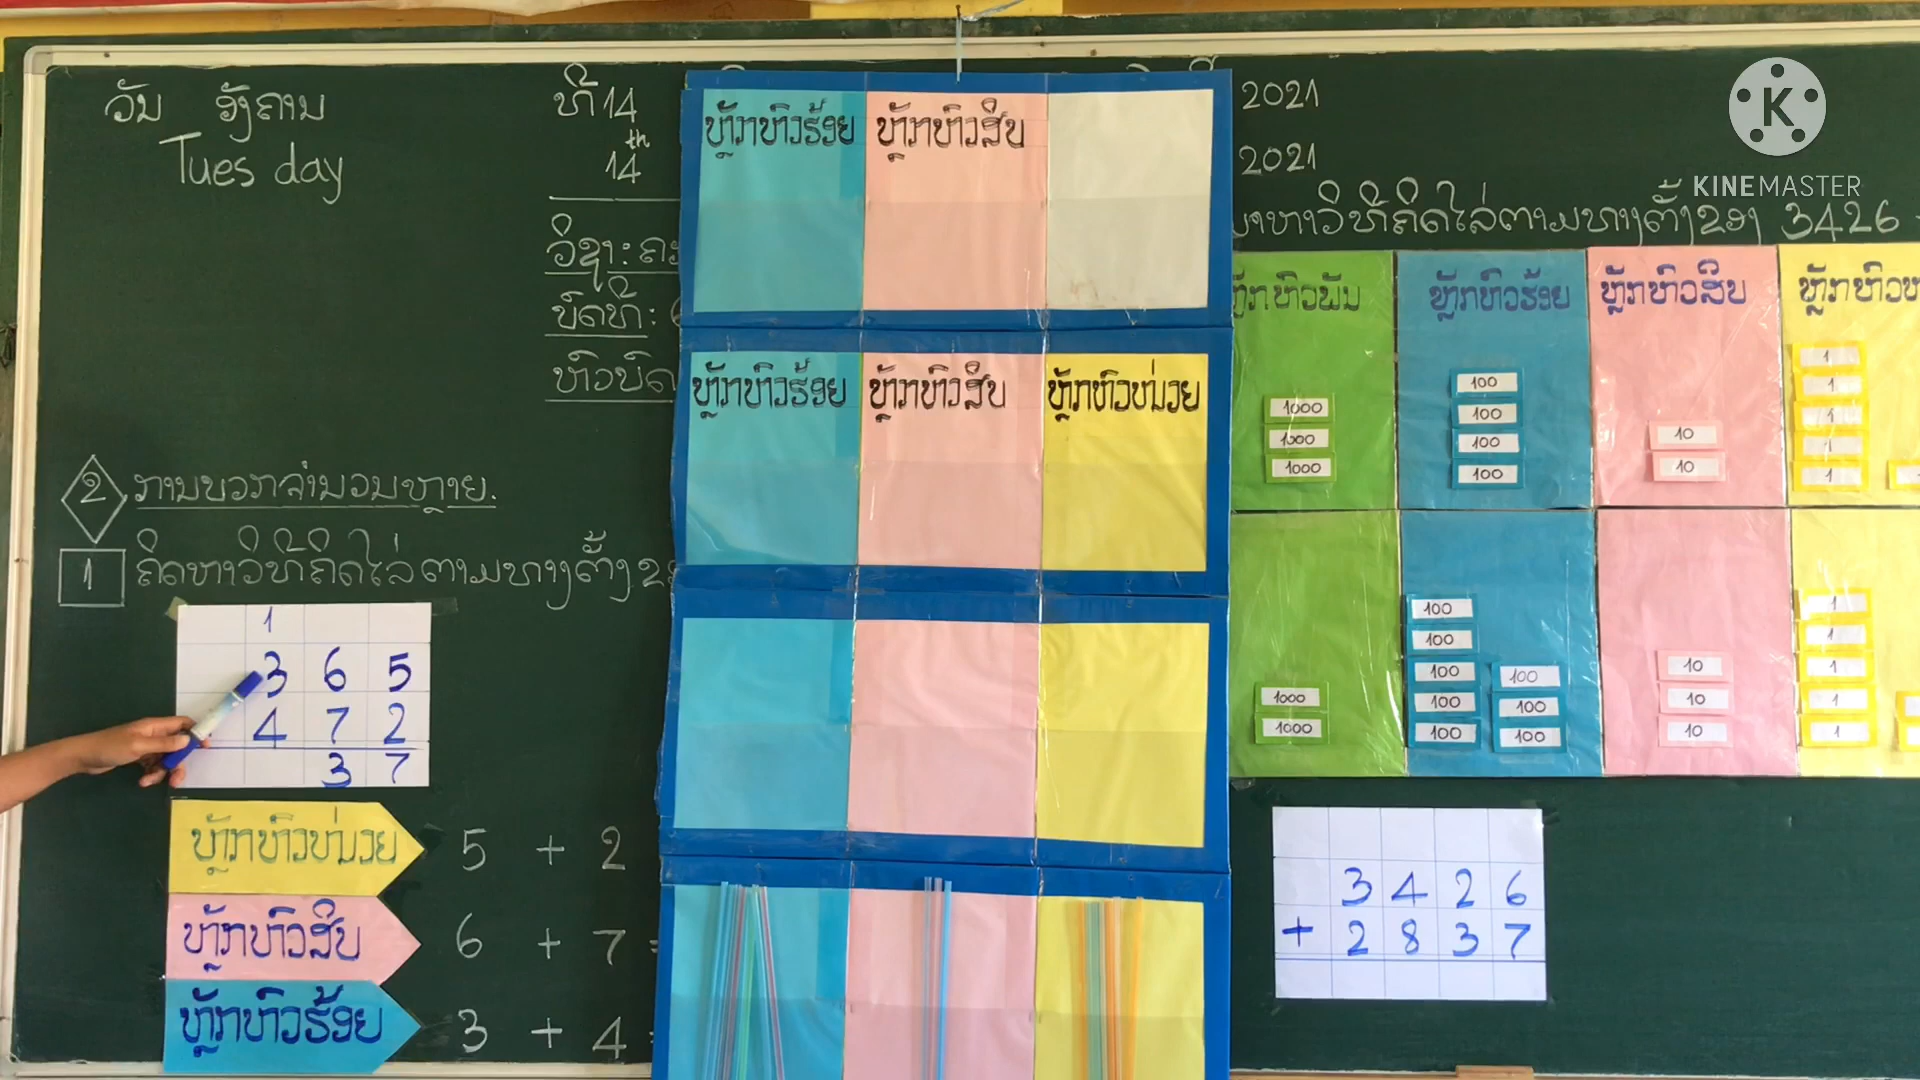 ວັນ ອັງຄານ
ທີ 14
2021
Tues day
14th
2021
ວິຊາ: ຄະ
ບົດທີ:
ຫົວບົດ
② ການບວກຈຳນວນຫຼາຍ.
1 ຄິດຫາວິທີຄິດໄລ່ຕາມທາງຕັ້ງຂອງ
1
3 6 5
4 7 2
3 7
ຫຼັກຫົວໜ່ວຍ 5 + 2
ຫຼັກຫົວສິບ 6 + 7 =
ຫຼັກຫົວຮ້ອຍ 3 + 4 =
ຫຼັກຫົວຮ້ອຍ ຫຼັກຫົວສິບ
ຫຼັກຫົວຮ້ອຍ ຫຼັກຫົວສິບ ຫຼັກຫົວໜ່ວຍ
KINEMASTER
ຫາວິທີຄິດໄລ່ຕາມທາງຕັ້ງຂອງ 3426
ຫຼັກຫົວພັນ ຫຼັກຫົວຮ້ອຍ ຫຼັກຫົວສິບ ຫຼັກຫົວ
1000
1000
1000
100
100
100
100
10
10
1
1
1
1
1
1000
1000
100
100
100
100
100
100
100
100
10
10
10
1
1
1
1
1
3 4 2 6
+ 2 8 3 7